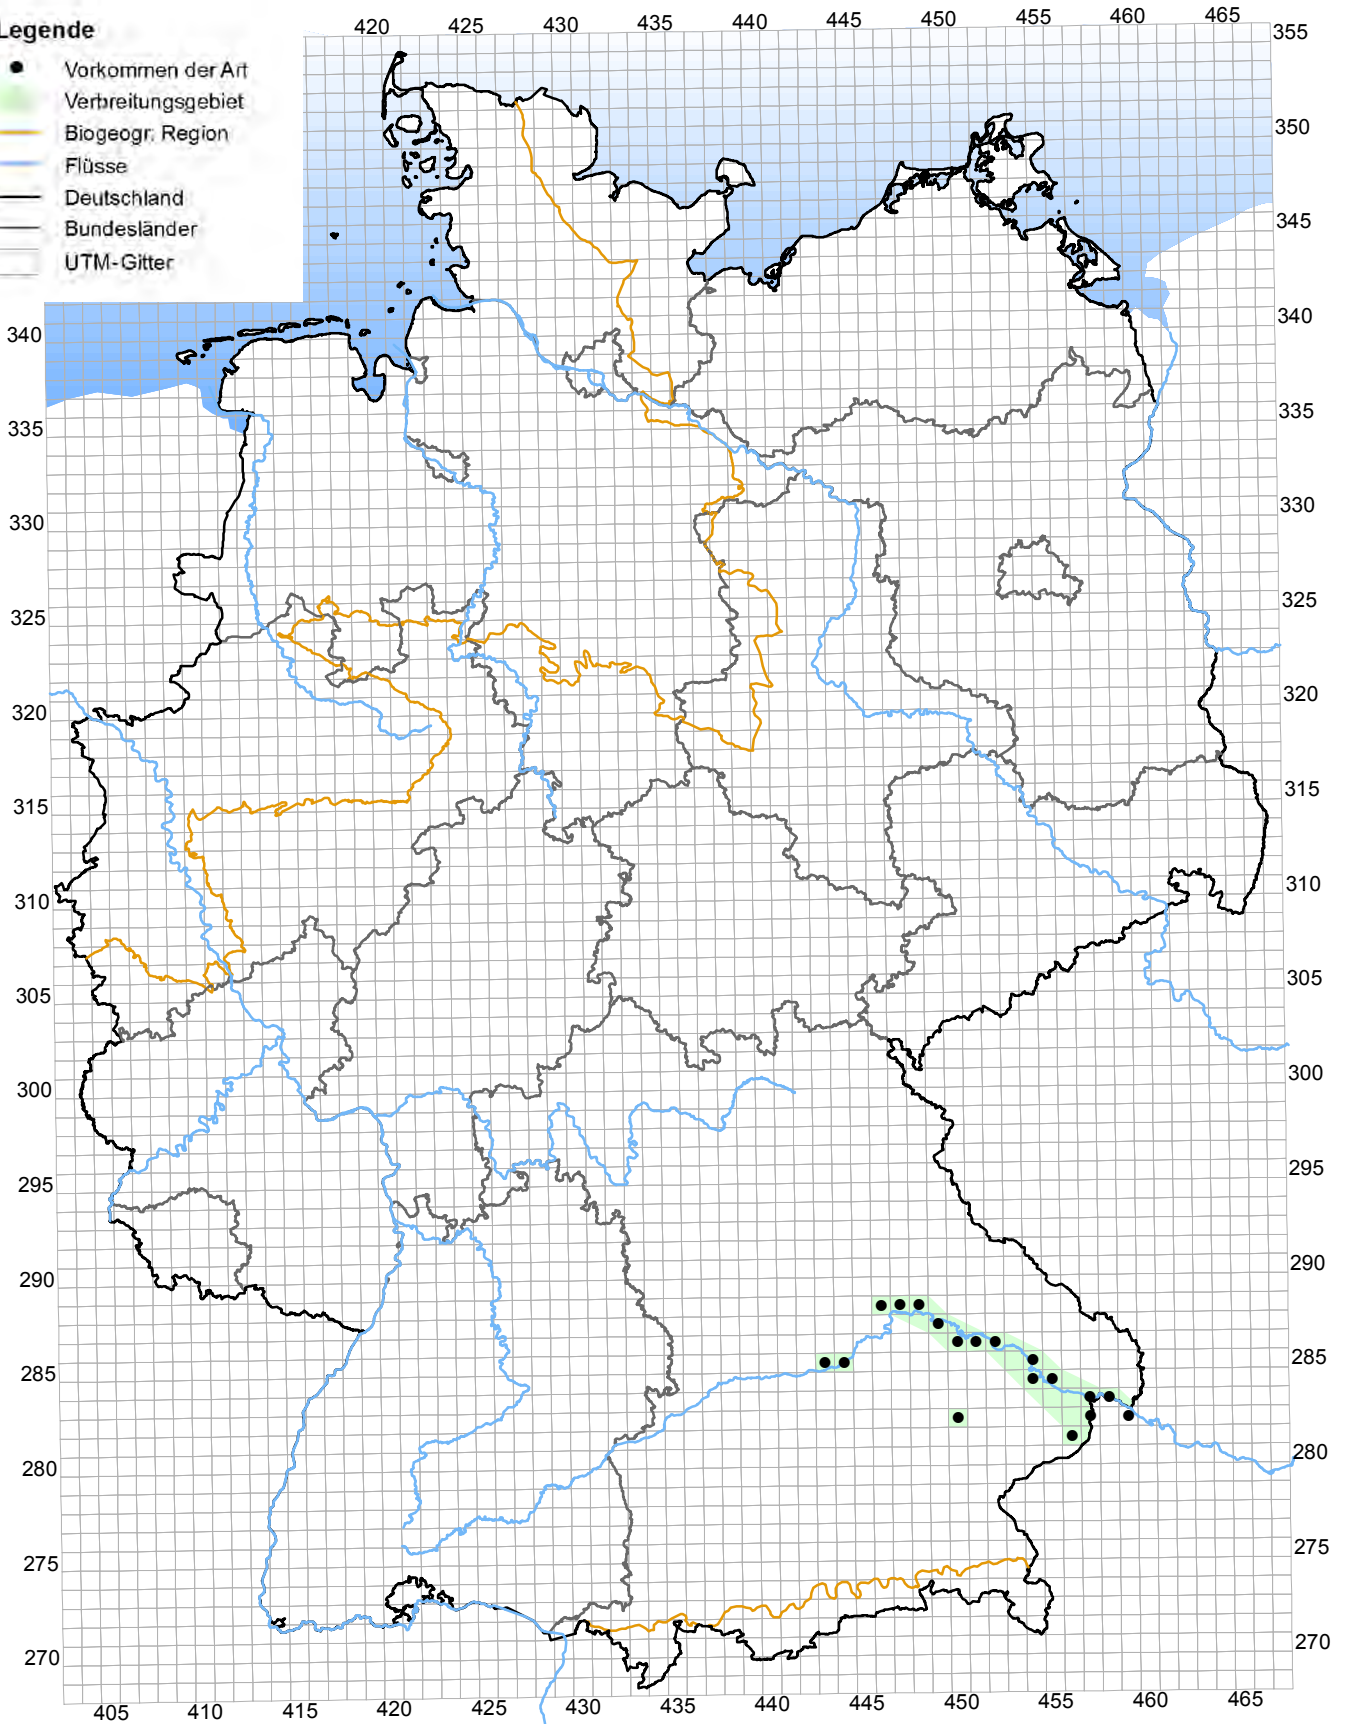 Legende
Vorkommen der Art
Verbreitungsgebiet
Biogeogr. Region
Flüsse
Deutschland
Bundesländer
UTM-Gitter
420 425 430 435 440 445 450 455 460 465
355
350
345
340 340
335 335
330 330
325 325
320 320
315 315
310 310
305 305
300 300
295 295
290 290
285 285
280 280
275 275
270 270
405 410 415 420 425 430 435 440 445 450 455 460 465